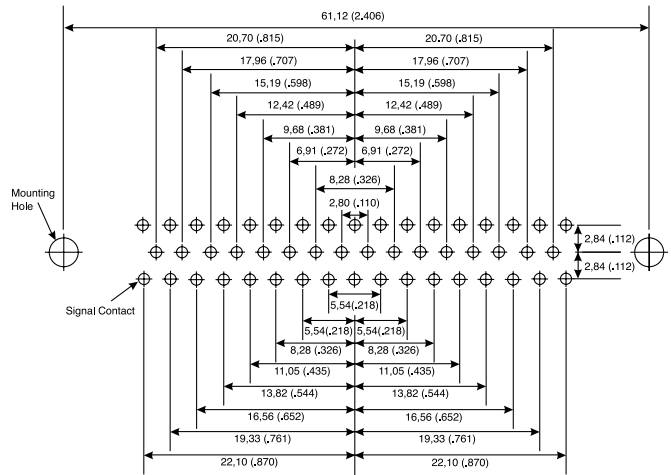 61,12 (2.406)
20,70 (.815) 20.70 (.815)
17,96 (.707) 17,96 (.707)
15,19 (.598) 15,19 (.598)
12,42 (.489) 12,42 (.489)
9,68 (.381) 9,68 (.381)
6,91 (.272) 6,91 (.272)
8,28 (.326)
2,80 (.110)
Mounting
Hole
2,84 (.112)
2,84 (.112)
Signal Contact
5,54(.218)
5,54(.218) 5,54(.218)
8,28 (.326) 8,28 (.326)
11,05 (.435) 11,05 (.435)
13,82 (.544) 13,82 (.544)
16,56 (.652) 16,56 (.652)
19,33 (.761) 19,33 (.761)
22,10 (.870) 22,10 (.870)